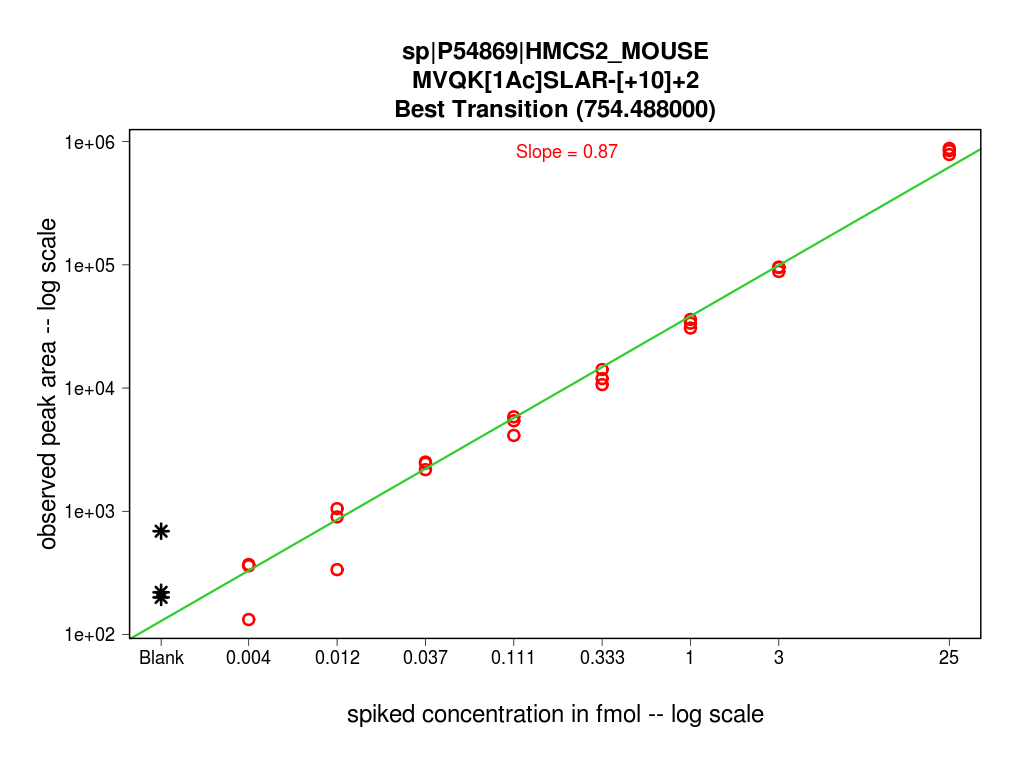 sp|P54869|HMCS2_MOUSE
MVQK[1Ac]SLAR-[+10]+2
Best Transition (754.488000)
Slope = 0.87
1e+06
1e+05
1e+04
1e+03
1e+02
observed peak area -- log scale
Blank 0.004 0.012 0.037 0.111 0.333 1 3 25
spiked concentration in fmol -- log scale